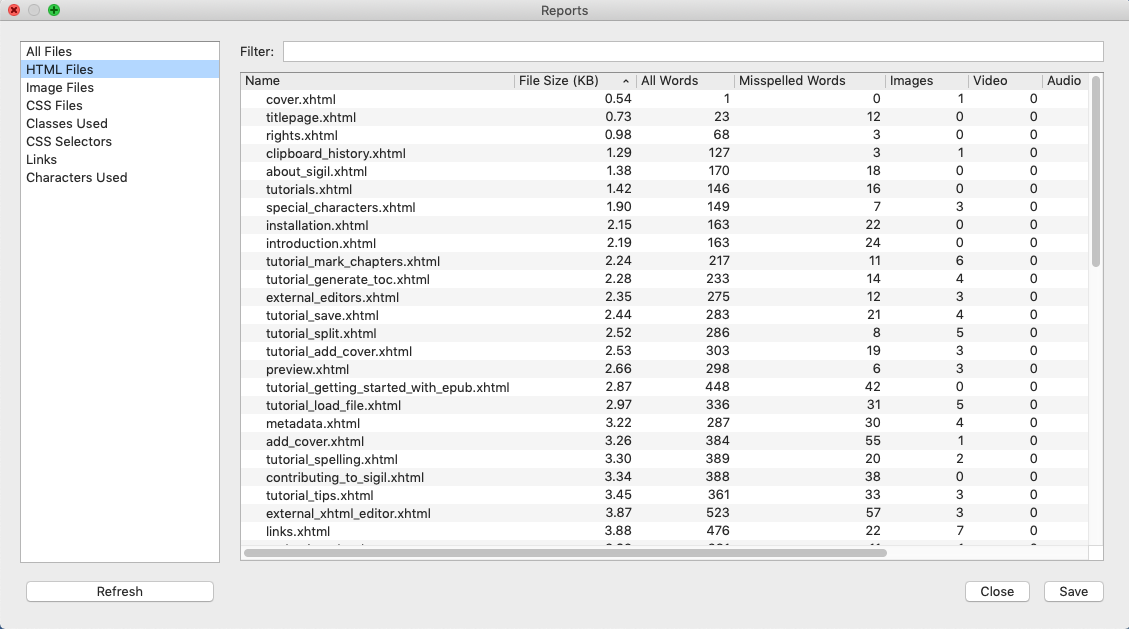 Reports
All Files
HTML Files
Image Files
CSS Files
Classes Used
CSS Selectors
Links
Characters Used
Refresh
Filter:
Name File Size (KB) All Words Misspelled Words Images Video Audio
cover.xhtml 0.54 1 0 1 0
titlepage.xhtml 0.73 23 12 0 0
rights.xhtml 0.98 68 3 0 0
clipboard_history.xhtml 1.29 127 3 1 0
about_sigil.xhtml 1.38 170 18 0 0
tutorials.xhtml 1.42 146 16 0 0
special_characters.xhtml 1.90 149 7 3 0
installation.xhtml 2.15 163 22 0 0
introduction.xhtml 2.19 163 24 0 0
tutorial_mark_chapters.xhtml 2.24 217 11 6 0
tutorial_generate_toc.xhtml 2.28 233 14 4 0
external_editors.xhtml 2.35 275 12 3 0
tutorial_save.xhtml 2.44 283 21 4 0
tutorial_split.xhtml 2.52 286 8 5 0
tutorial_add_cover.xhtml 2.53 303 19 3 0
preview.xhtml 2.66 298 6 3 0
tutorial_getting_started_with_epub.xhtml 2.87 448 42 0 0
tutorial_load_file.xhtml 2.97 336 31 5 0
metadata.xhtml 3.22 287 30 4 0
add_cover.xhtml 3.26 384 55 1 0
tutorial_spelling.xhtml 3.30 389 20 2 0
contributing_to_sigil.xhtml 3.34 388 38 0 0
tutorial_tips.xhtml 3.45 361 33 3 0
external_xhtml_editor.xhtml 3.87 523 57 3 0
links.xhtml 3.88 476 22 7 0
Close Save